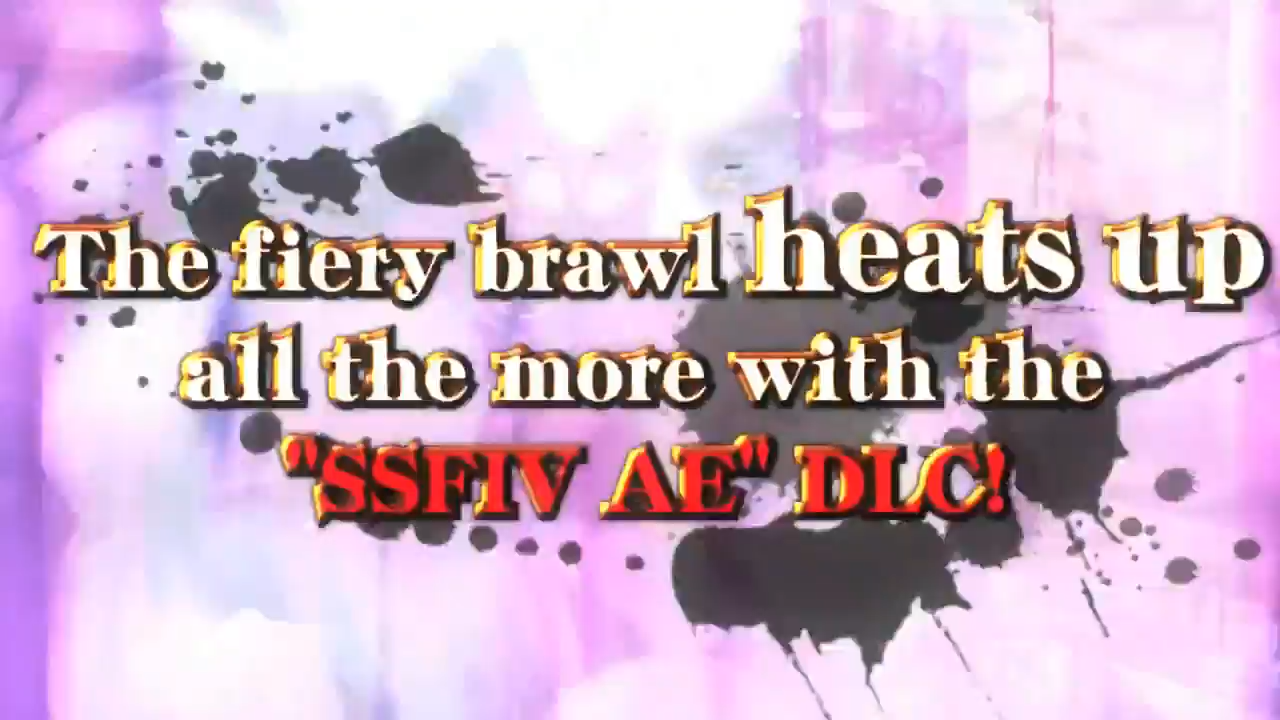 The fiery brawl heats up
all the more with the
"SSFIV AE" DLC!